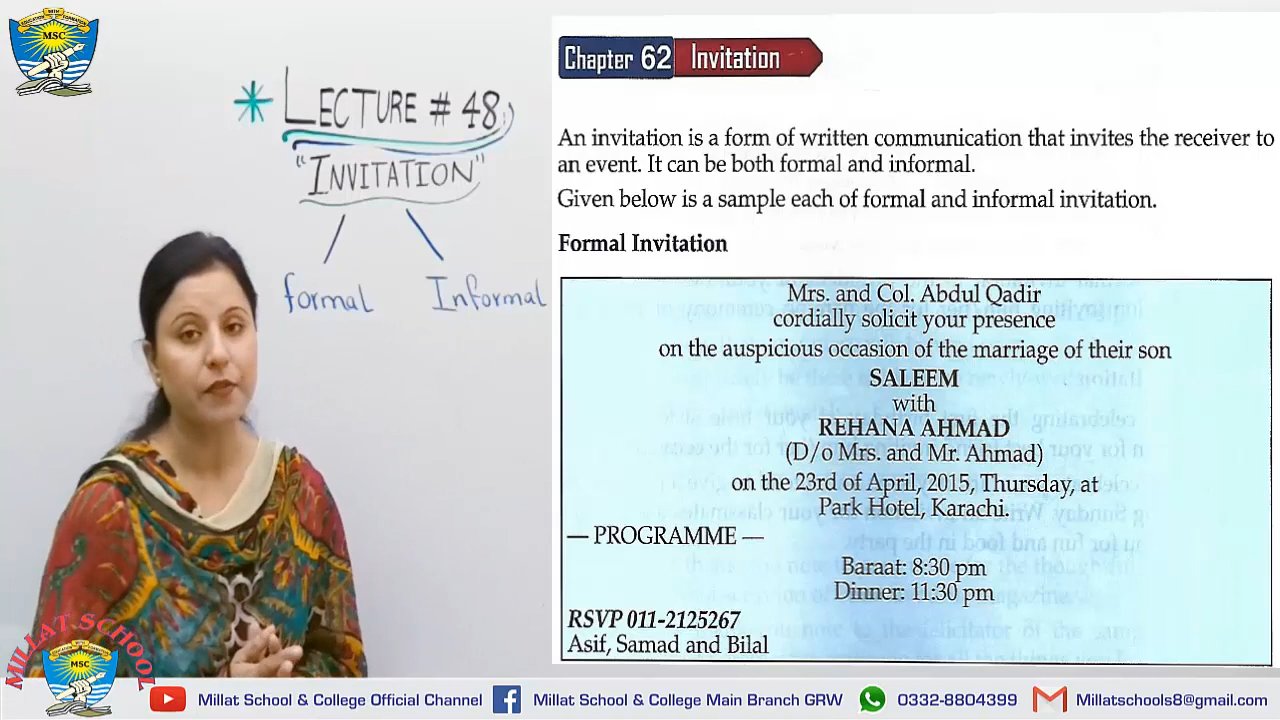 EDUCATION WITH FORMATION
MSC
* LECTURE # 48
"INVITATION"
formal Informal
Chapter 62 Invitation
An invitation is a form of written communication that invites the receiver to
an event. It can be both formal and informal.
Given below is a sample each of formal and informal invitation.
Formal Invitation
Mrs. and Col. Abdul Qadir
cordially solicit your presence
on the auspicious occasion of the marriage of their son
SALEEM
with
REHANA AHMAD
(D/o Mrs. and Mr. Ahmad)
on the 23rd of April, 2015, Thursday, at
Park Hotel, Karachi.
— PROGRAMME —
Baraat: 8:30 pm
Dinner: 11:30 pm
RSVP 011-2125267
Asif, Samad and Bilal
MILLAT SCHOOL
MSC
Millat School & College Official Channel
Millat School & College Main Branch GRW
0332-8804399
Millatschools8@gmail.com